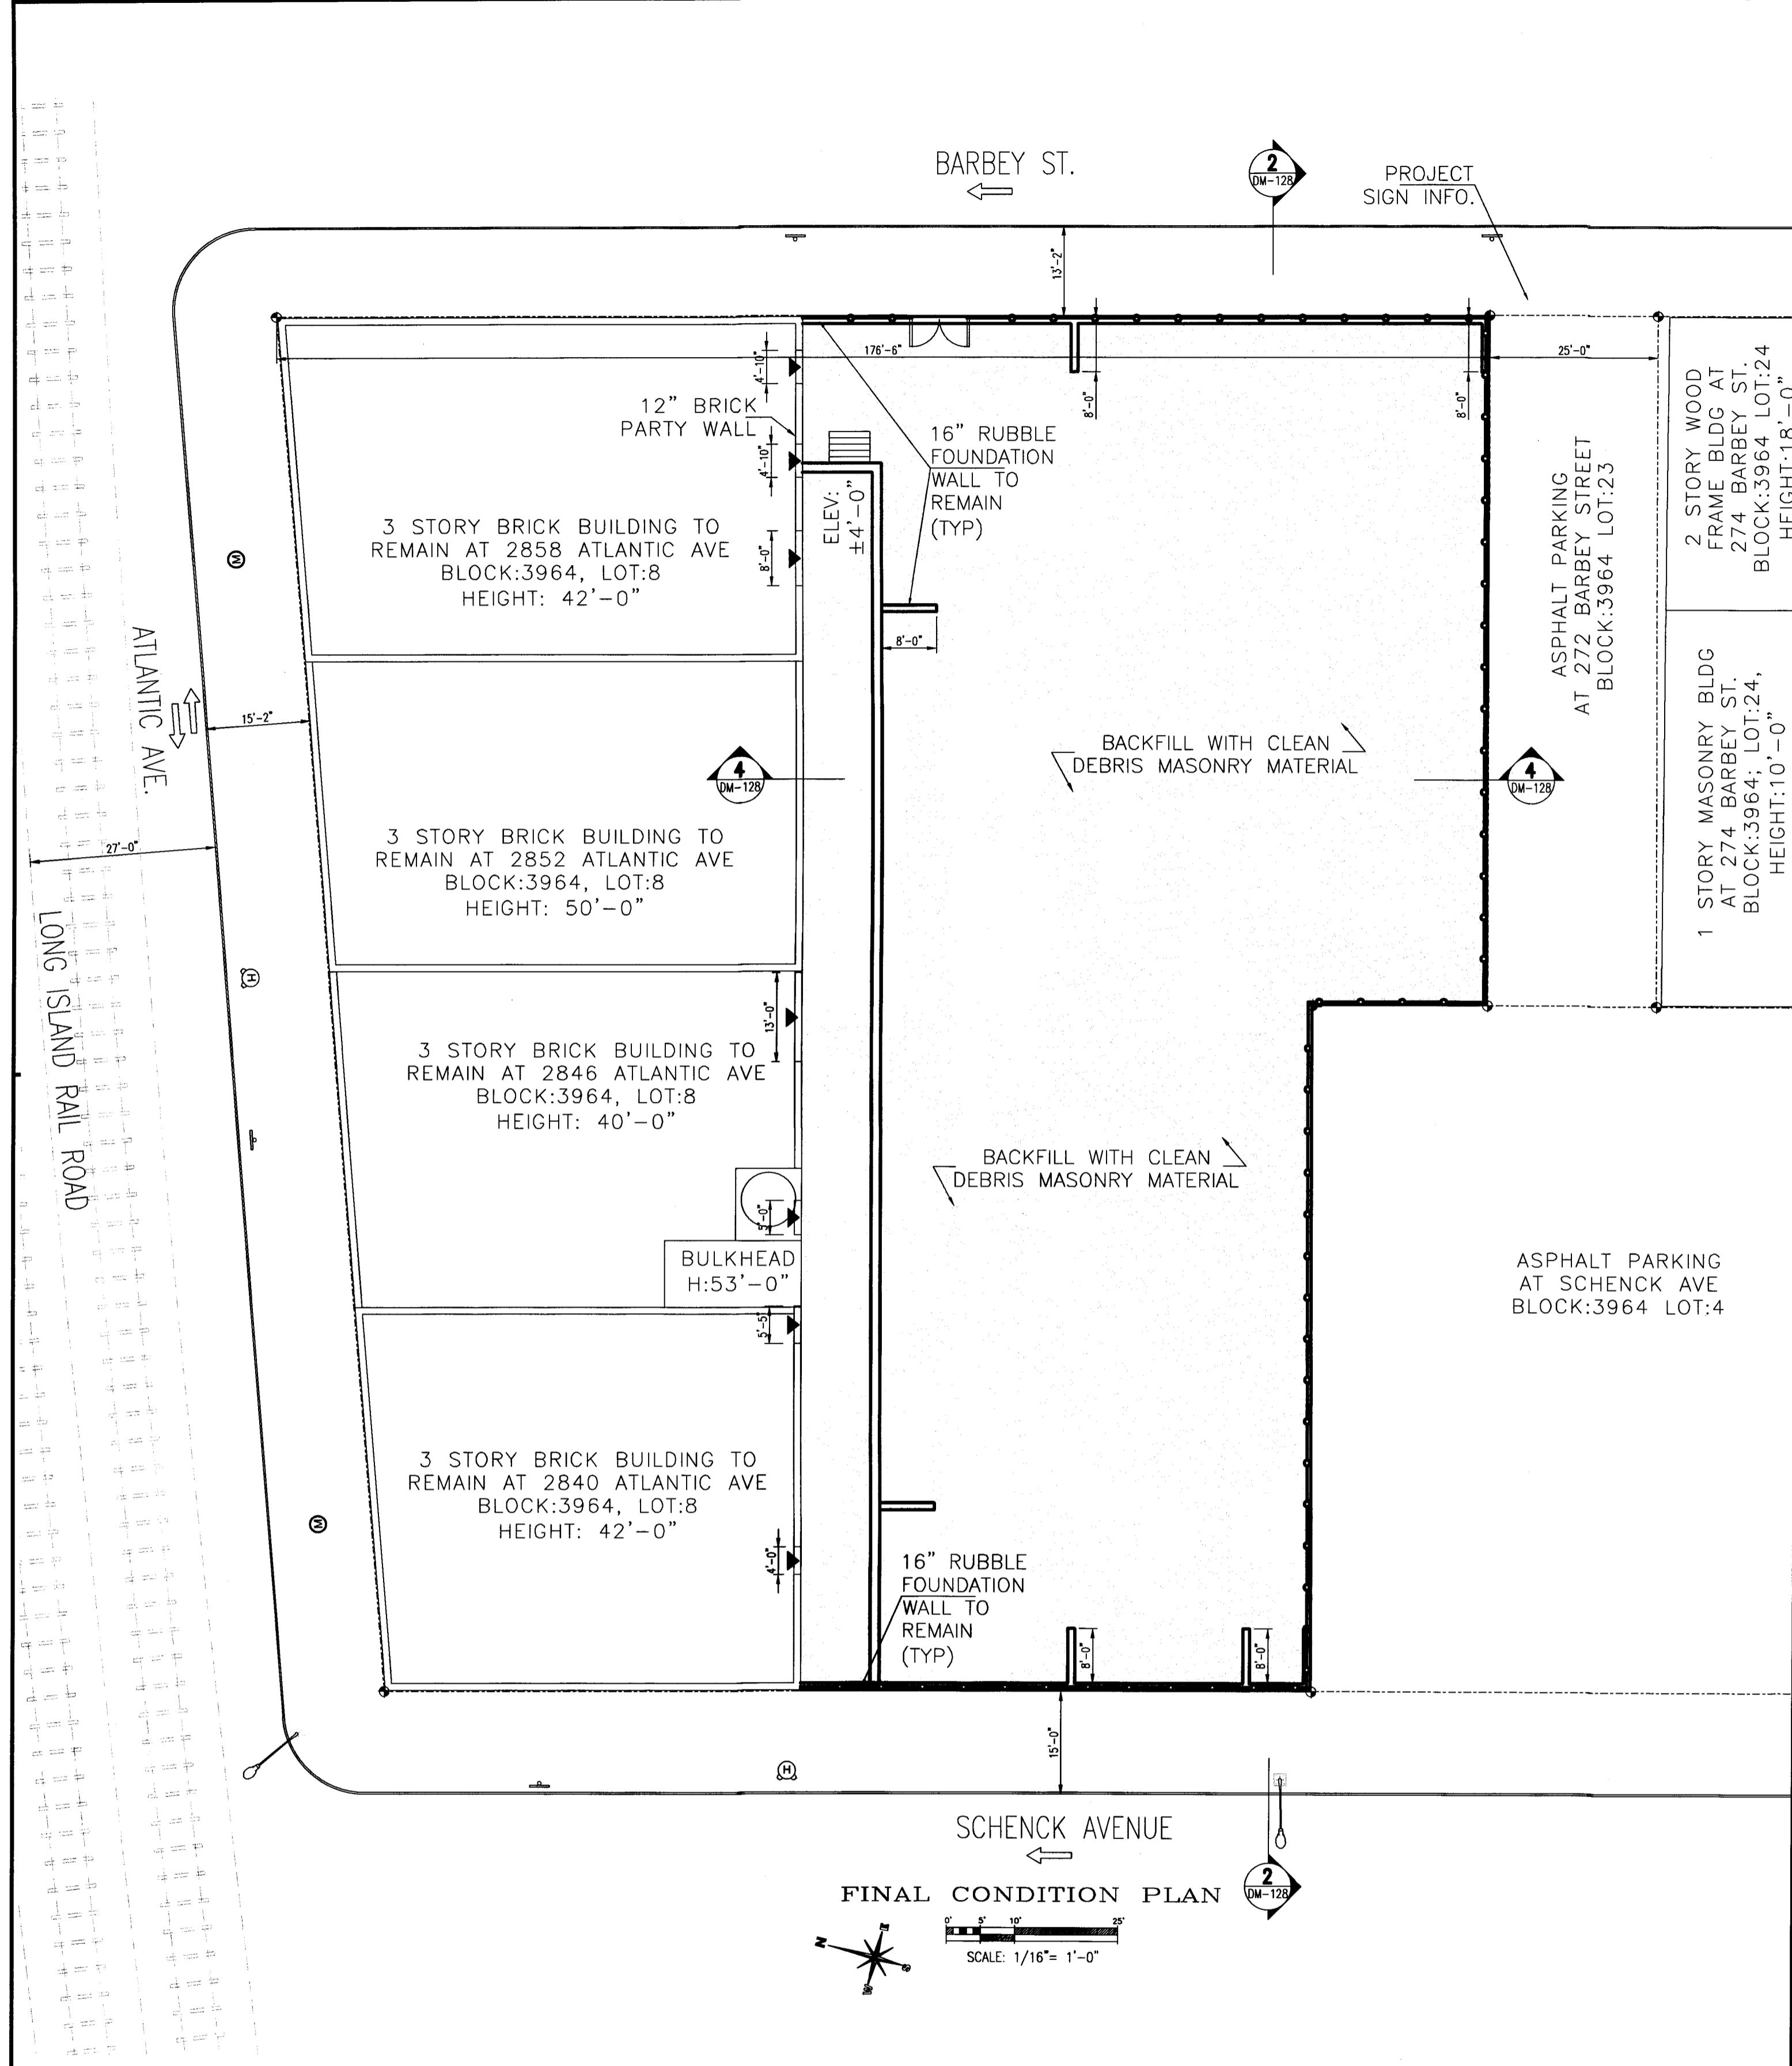 BARBEY ST.
2
DM-128
PROJECT
SIGN INFO.
13'-2"
176'-6"
25'-0"
4'-10"
8'-0"
8'-0"
12" BRICK
PARTY WALL
4'-10"
16" RUBBLE
FOUNDATION
WALL TO
REMAIN
(TYP)
ELEV:
±4'-0"
8'-0"
8'-0"
3 STORY BRICK BUILDING TO
REMAIN AT 2858 ATLANTIC AVE
BLOCK:3964, LOT:8
HEIGHT: 42'-0"
2 STORY WOOD
FRAME BLDG AT
274 BARBEY ST.
BLOCK:3964 LOT:24
HEIGHT:18'-0"
ASPHALT PARKING
AT 272 BARBEY STREET
BLOCK:3964 LOT:23
1 STORY MASONRY BLDG
AT 274 BARBEY ST.
BLOCK:3964; LOT:24,
HEIGHT:10'-0"
M
ATLANTIC AVE.
15'-2"
27'-0"
LONG ISLAND RAIL ROAD
4
DM-128
BACKFILL WITH CLEAN
DEBRIS MASONRY MATERIAL
4
DM-128
3 STORY BRICK BUILDING TO
REMAIN AT 2852 ATLANTIC AVE
BLOCK:3964, LOT:8
HEIGHT: 50'-0"
H
13'-0"
3 STORY BRICK BUILDING TO
REMAIN AT 2846 ATLANTIC AVE
BLOCK:3964, LOT:8
HEIGHT: 40'-0"
BACKFILL WITH CLEAN
DEBRIS MASONRY MATERIAL
5'-0"
BULKHEAD
H:53'-0"
5'-5"
ASPHALT PARKING
AT SCHENCK AVE
BLOCK:3964 LOT:4
3 STORY BRICK BUILDING TO
REMAIN AT 2840 ATLANTIC AVE
BLOCK:3964, LOT:8
HEIGHT: 42'-0"
M
4'-0"
16" RUBBLE
FOUNDATION
WALL TO
REMAIN
(TYP)
8'-0"
8'-0"
15'-0"
H
SCHENCK AVENUE
2
DM-128
FINAL CONDITION PLAN
0' 5' 10' 25'
SCALE: 1/16"= 1'-0"
N
E
S
W